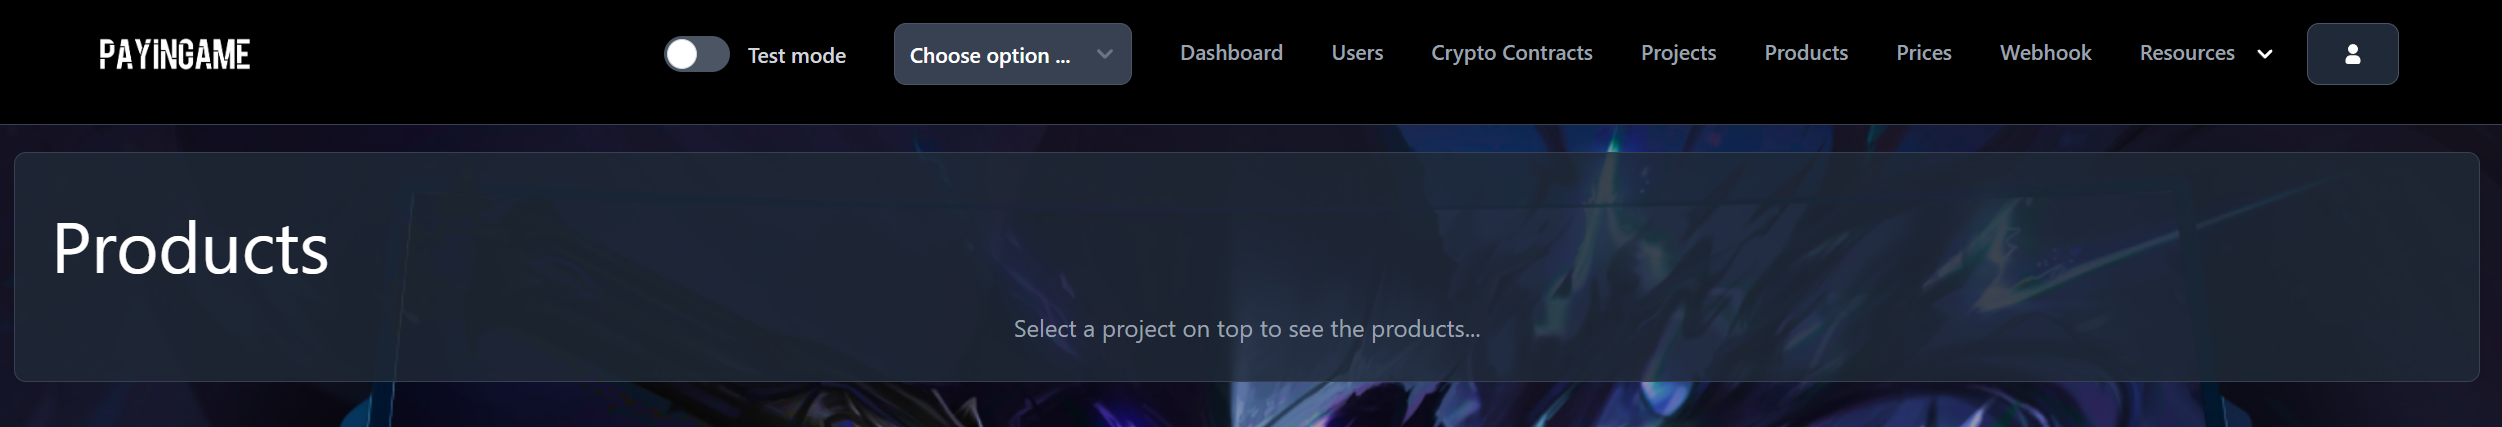 PAYINGAME
Test mode
Choose option ...
Dashboard
Users
Crypto Contracts
Projects
Products
Prices
Webhook
Resources
Products
Select a project on top to see the products...